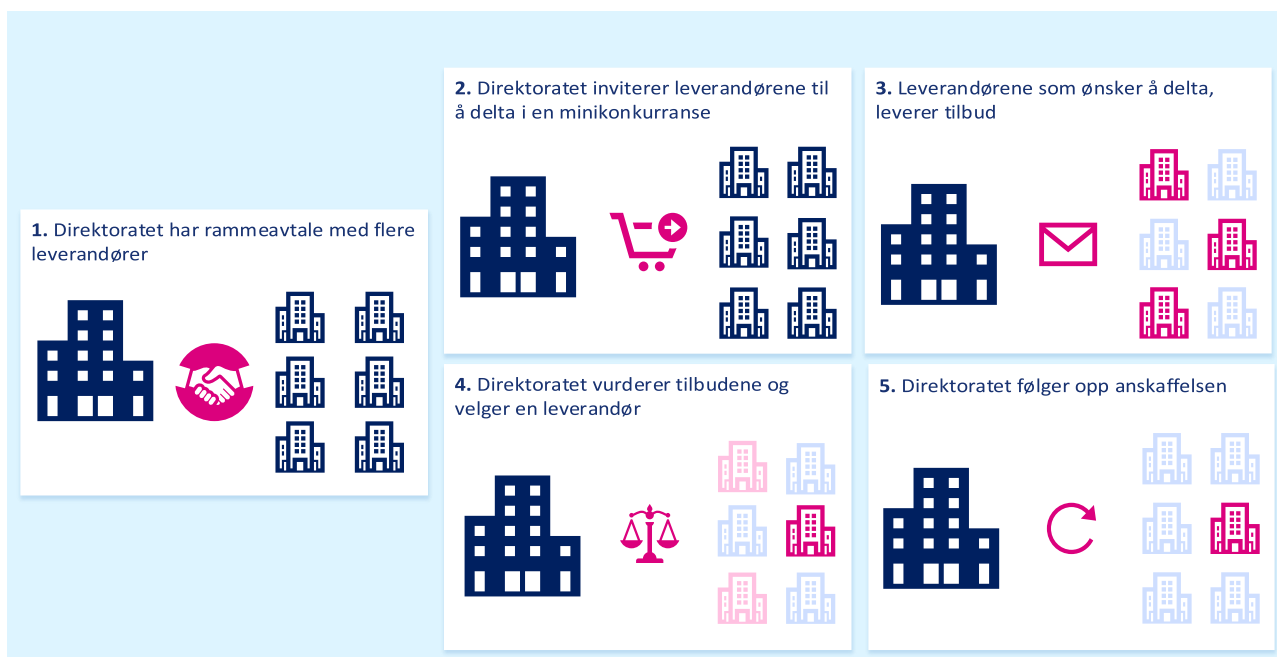 1. Direktoratet har rammeavtale med flere
leverandører
2. Direktoratet inviterer leverandørene til
å delta i en minikonkurranse
3. Leverandørene som ønsker å delta,
leverer tilbud
4. Direktoratet vurderer tilbudene og
velger en leverandør
5. Direktoratet følger opp anskaffelsen